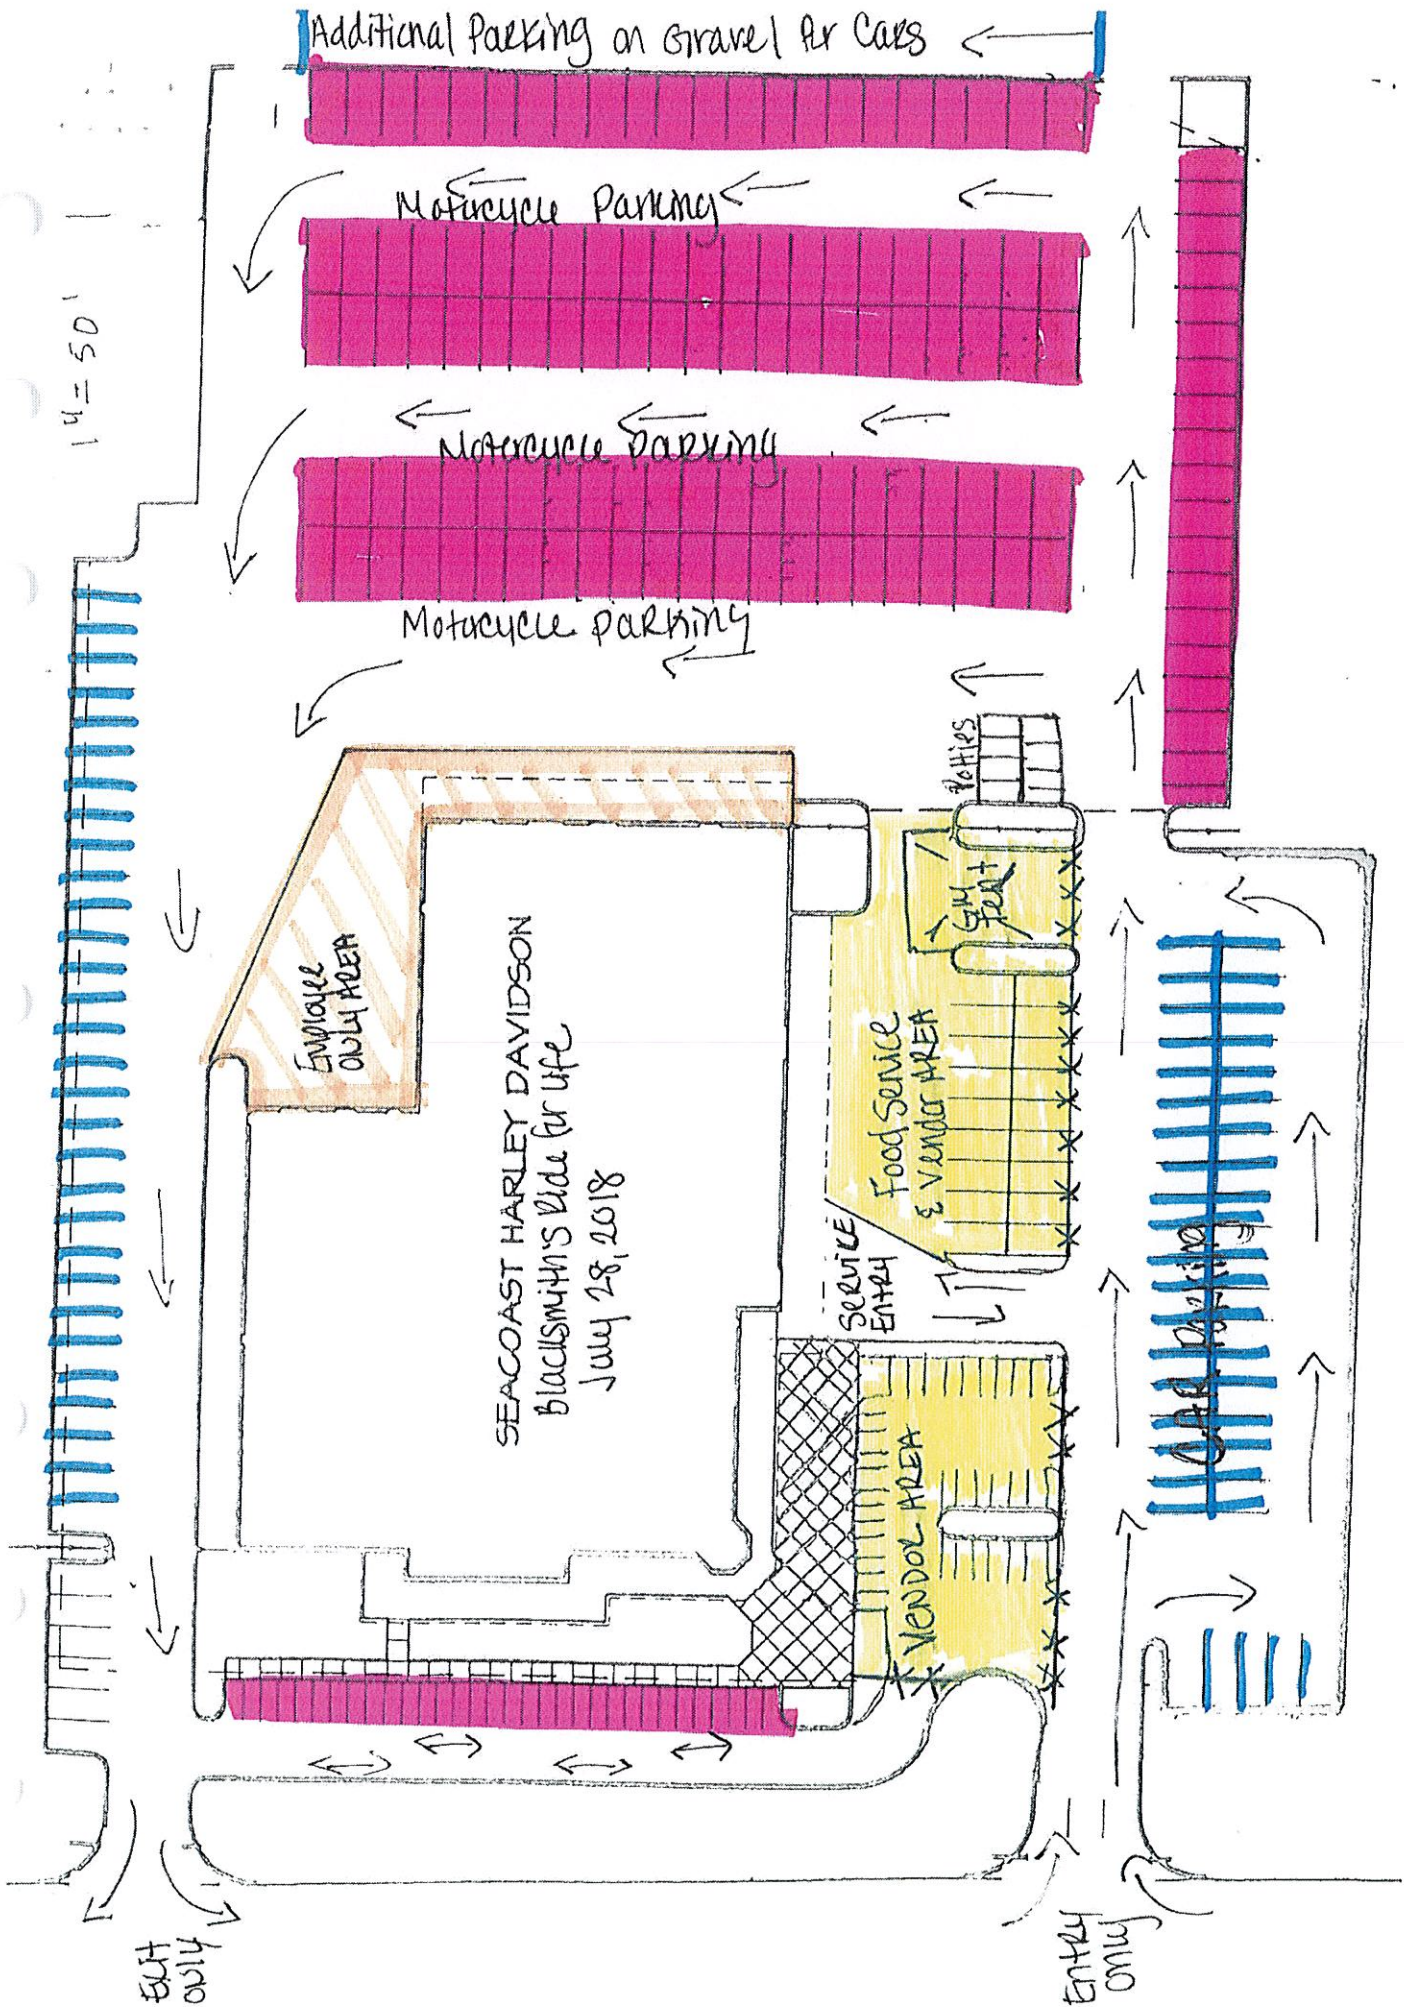 Additional Parking on Gravel for Cars
Motorcycle Parking
1" = 50'
Motorcycle Parking
Motorcycle Parking
Potties
Employee
ONLY AREA
Tent
SEACOAST HARLEY DAVIDSON
Blacksmith's Ride for Life
July 28, 2018
Food Service
& Vendor AREA
SERVICE
ENTRY
CAR Parking
VENDOR AREA
Exit
only
Entry
only